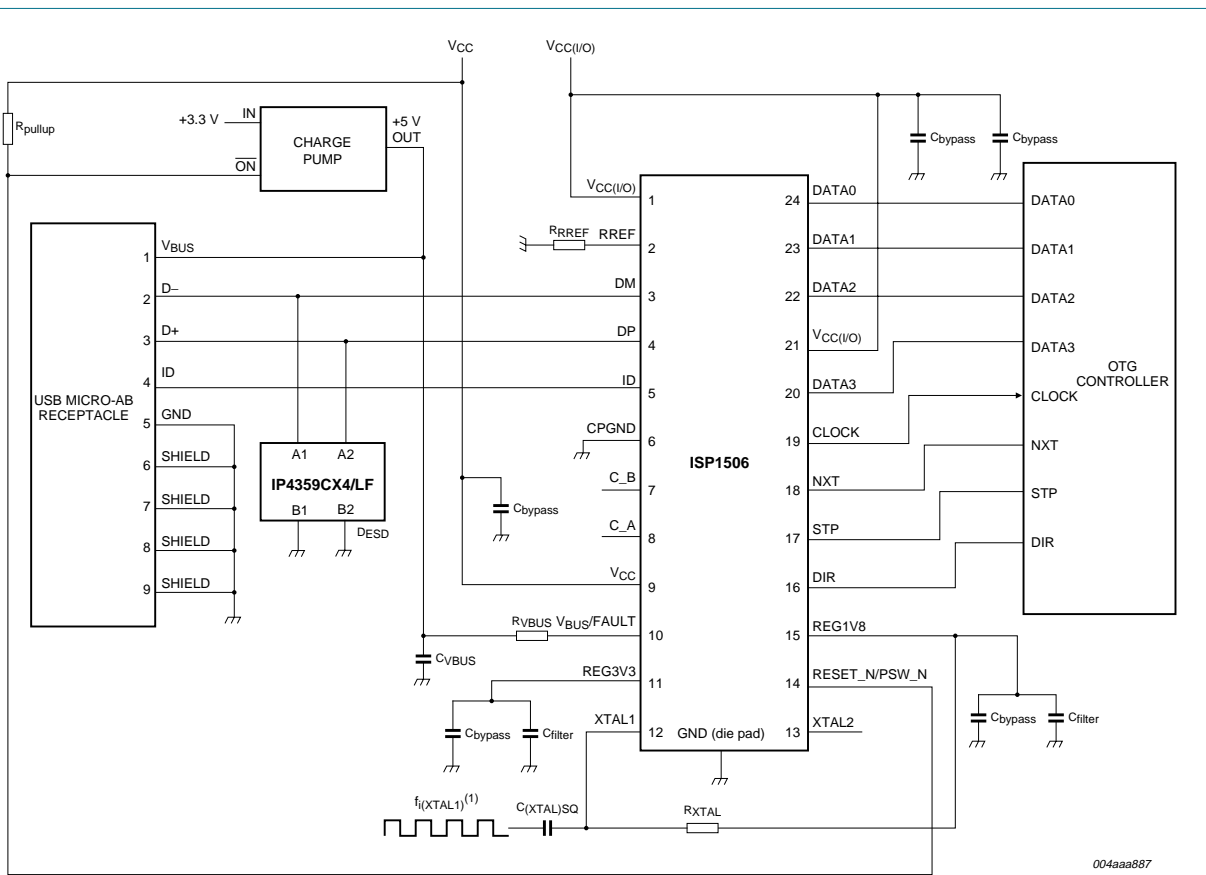 VCC
VCC(I/O)
Rpullup
+3.3 V
IN
ON
CHARGE
PUMP
+5 V
OUT
Cbypass
Cbypass
USB MICRO-AB
RECEPTACLE
1
VBUS
2
D−
3
D+
4
ID
5
GND
6
SHIELD
7
SHIELD
8
SHIELD
9
SHIELD
A1
A2
IP4359CX4/LF
B1
B2
DESD
Cbypass
RVBUS
CVBUS
RRREF
ISP1506
VCC(I/O)
1
RREF
2
DM
3
DP
4
ID
5
CPGND
6
C_B
7
C_A
8
VCC
9
VBUS/FAULT
10
REG3V3
11
XTAL1
12
GND (die pad)
24
DATA0
23
DATA1
22
DATA2
21
VCC(I/O)
20
DATA3
19
CLOCK
18
NXT
17
STP
16
DIR
15
REG1V8
14
RESET_N/PSW_N
13
XTAL2
DATA0
DATA1
DATA2
DATA3
OTG
CONTROLLER
CLOCK
NXT
STP
DIR
Cbypass
Cfilter
Cbypass
Cfilter
fi(XTAL1)(1)
C(XTAL)SQ
RXTAL
004aaa887